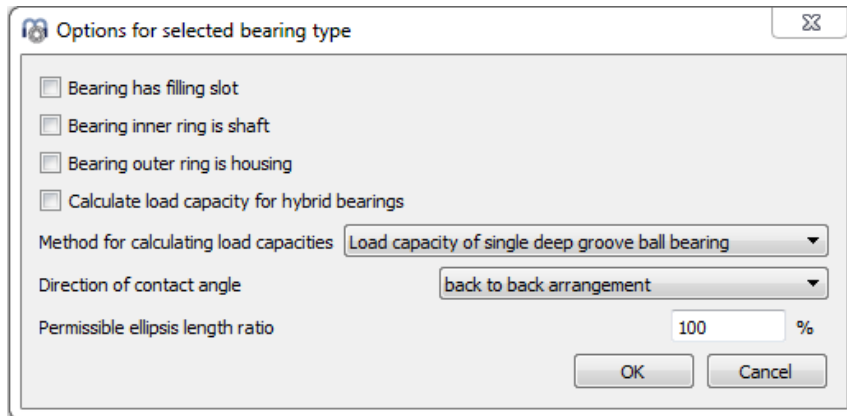 Options for selected bearing type
Bearing has filling slot
Bearing inner ring is shaft
Bearing outer ring is housing
Calculate load capacity for hybrid bearings
Method for calculating load capacities Load capacity of single deep groove ball bearing
Direction of contact angle back to back arrangement
Permissible ellipsis length ratio 100 %
OK Cancel